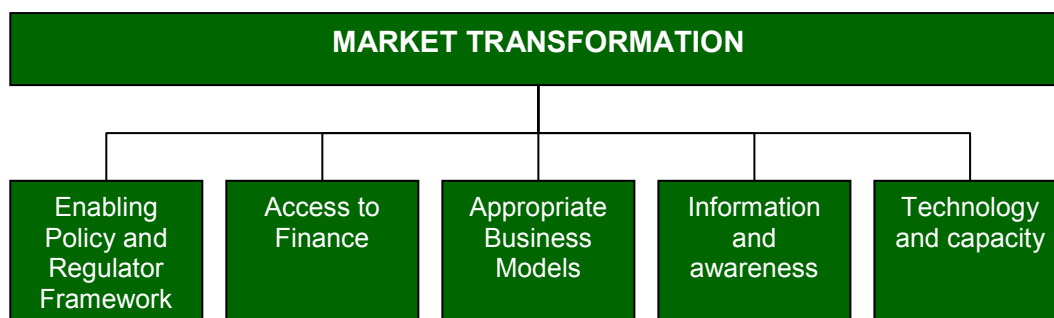 MARKET TRANSFORMATION
Enabling
Policy and
Regulator
Framework
Access to
Finance
Appropriate
Business
Models
Information
and
awareness
Technology
and capacity